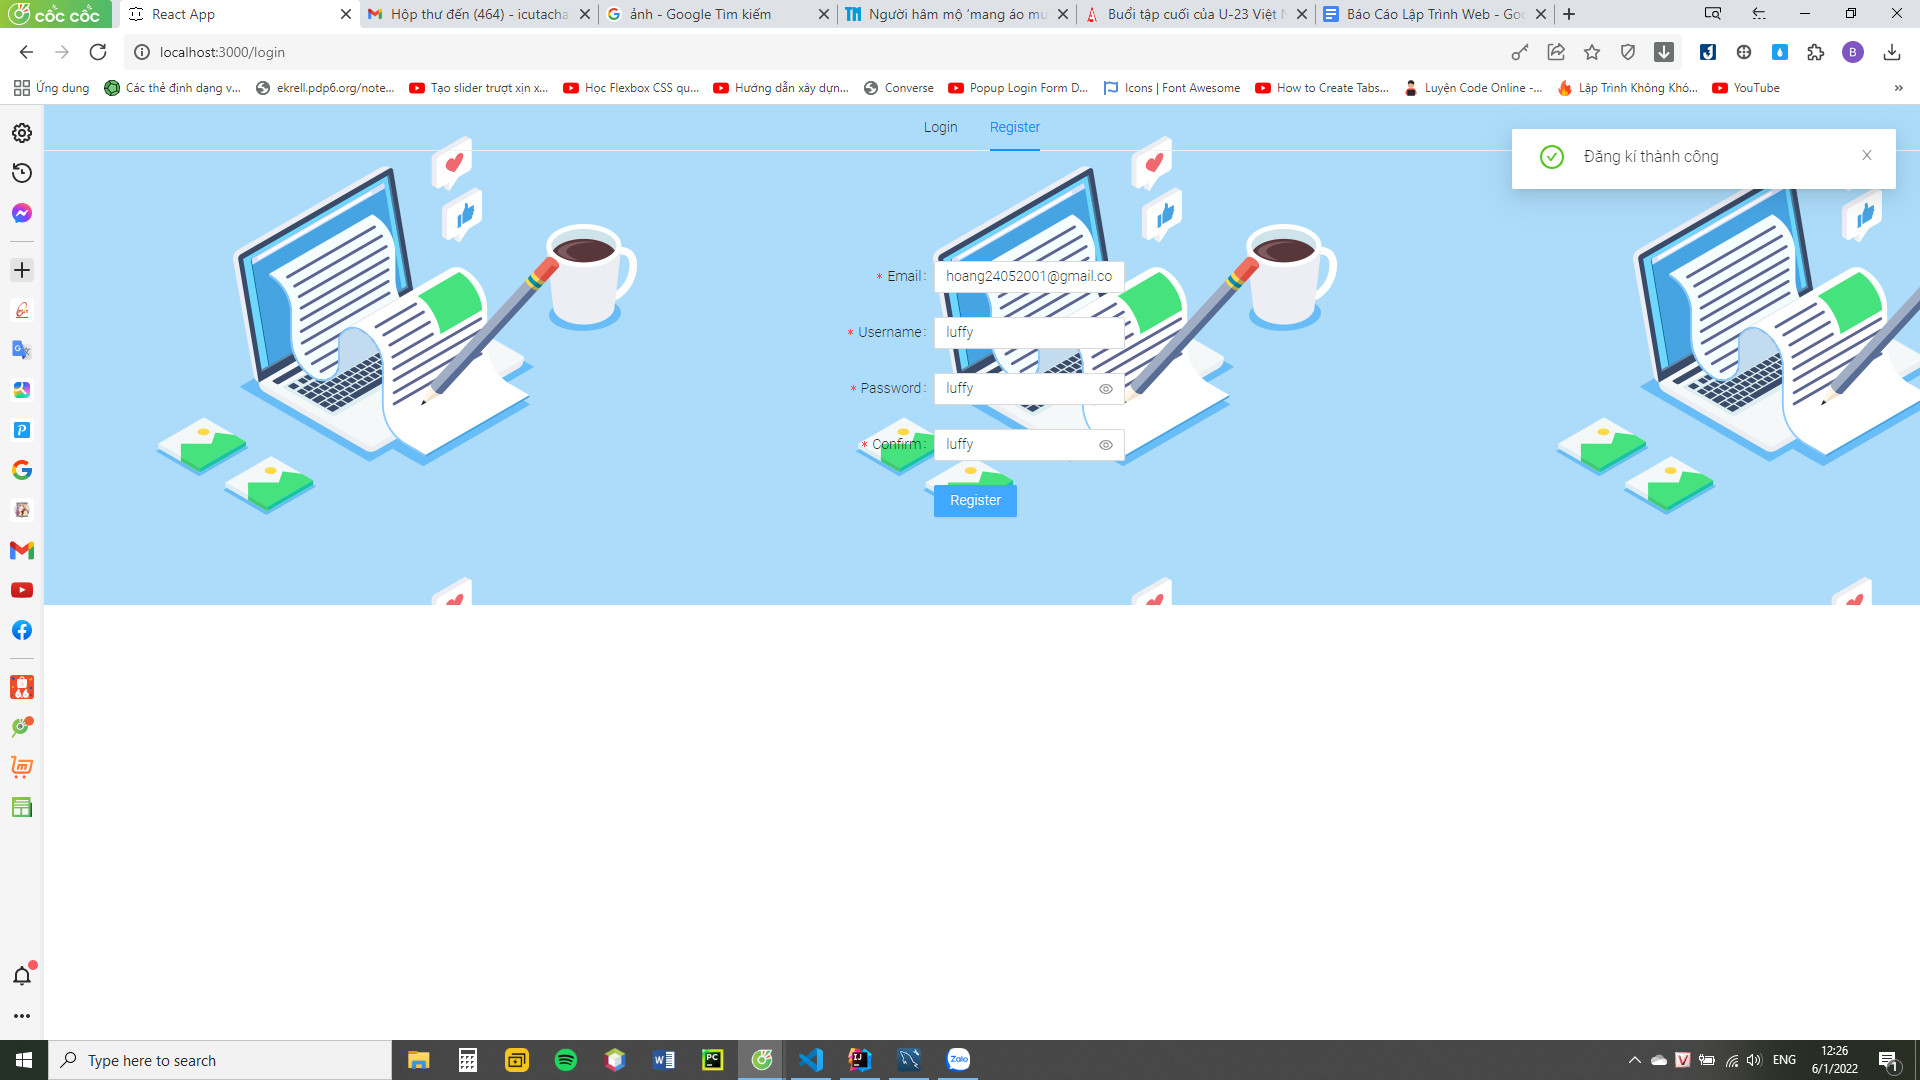 cốc cốc
React App
Hộp thư đến (464) - icutacha
ảnh - Google Tìm kiếm
Người hâm mộ 'mang áo mu
Buổi tập cuối của U-23 Việt N
Báo Cáo Lập Trình Web - Goo
localhost:3000/login
B
Ứng dụng
Các thẻ định dạng v...
ekrell.pdp6.org/note...
Tạo slider trượt xịn x...
Học Flexbox CSS qu...
Hướng dẫn xây dựn...
Converse
Popup Login Form D...
Icons | Font Awesome
How to Create Tabs...
Luyện Code Online -...
Lập Trình Không Khó...
YouTube
»
Login
Register
Đăng kí thành công
* Email :
hoang24052001@gmail.co
* Username :
luffy
* Password :
luffy
* Confirm :
luffy
Register
Type here to search
PC
IJ
Zalo
V
ENG
12:26
6/1/2022
1